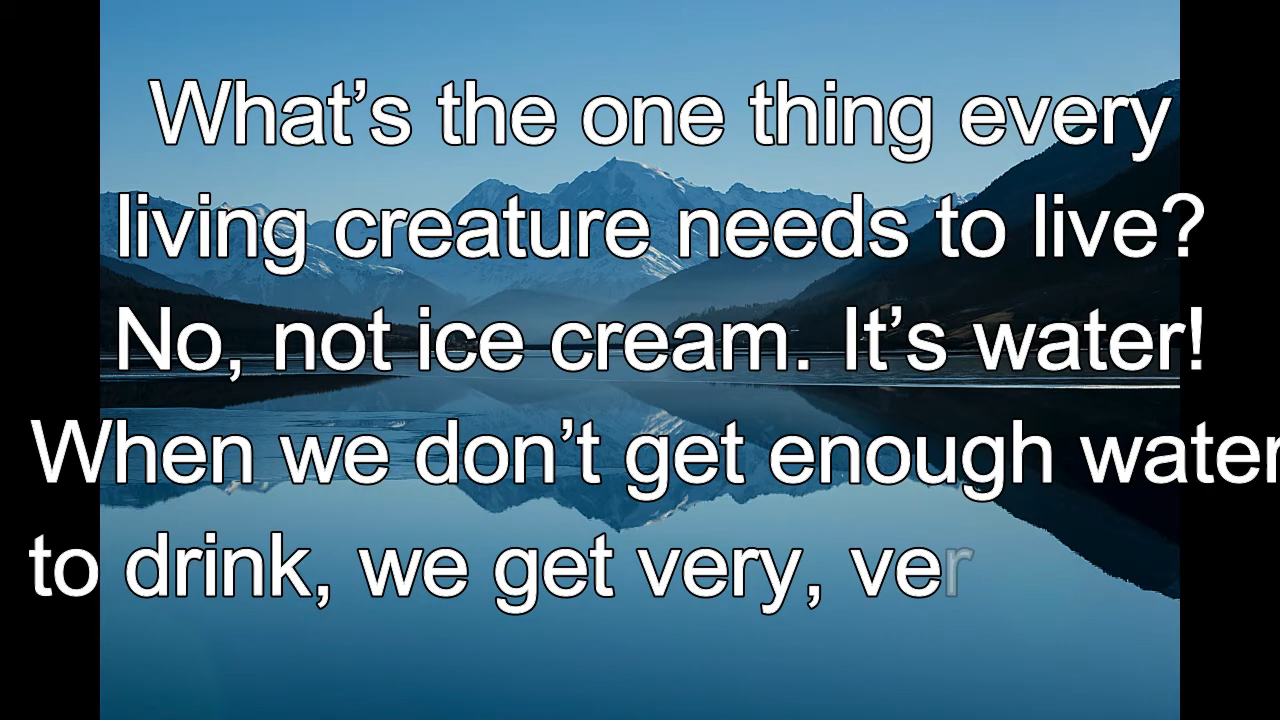 What’s the one thing every
living creature needs to live?
No, not ice cream. It’s water!
When we don’t get enough water
to drink, we get very, ver